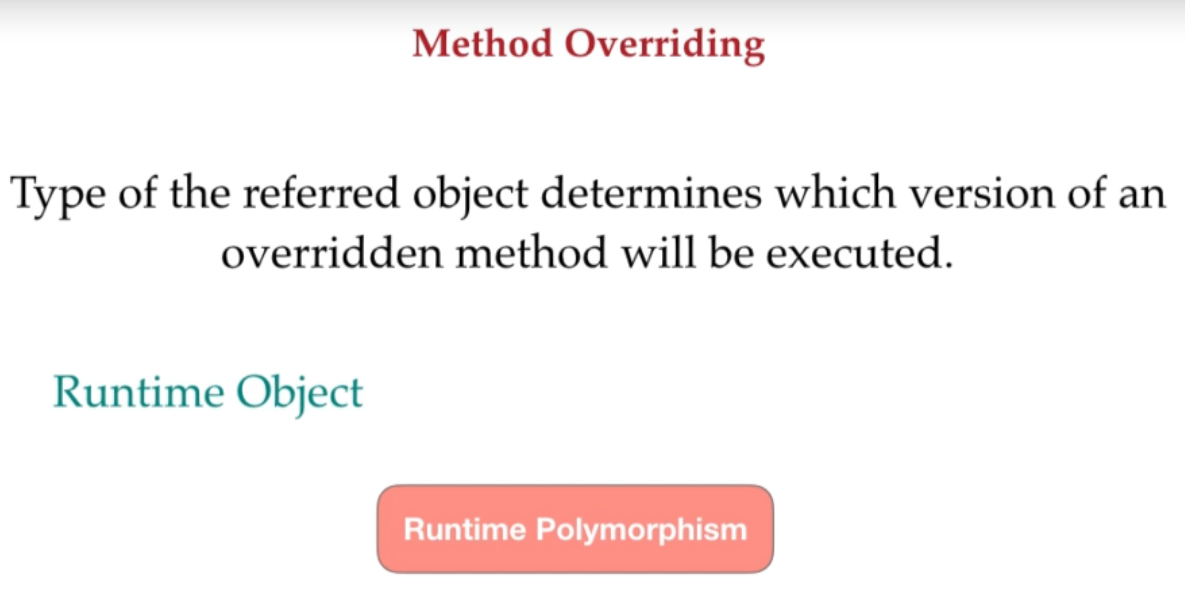 Method Overriding
Type of the referred object determines which version of an
overridden method will be executed.
Runtime Object
Runtime Polymorphism